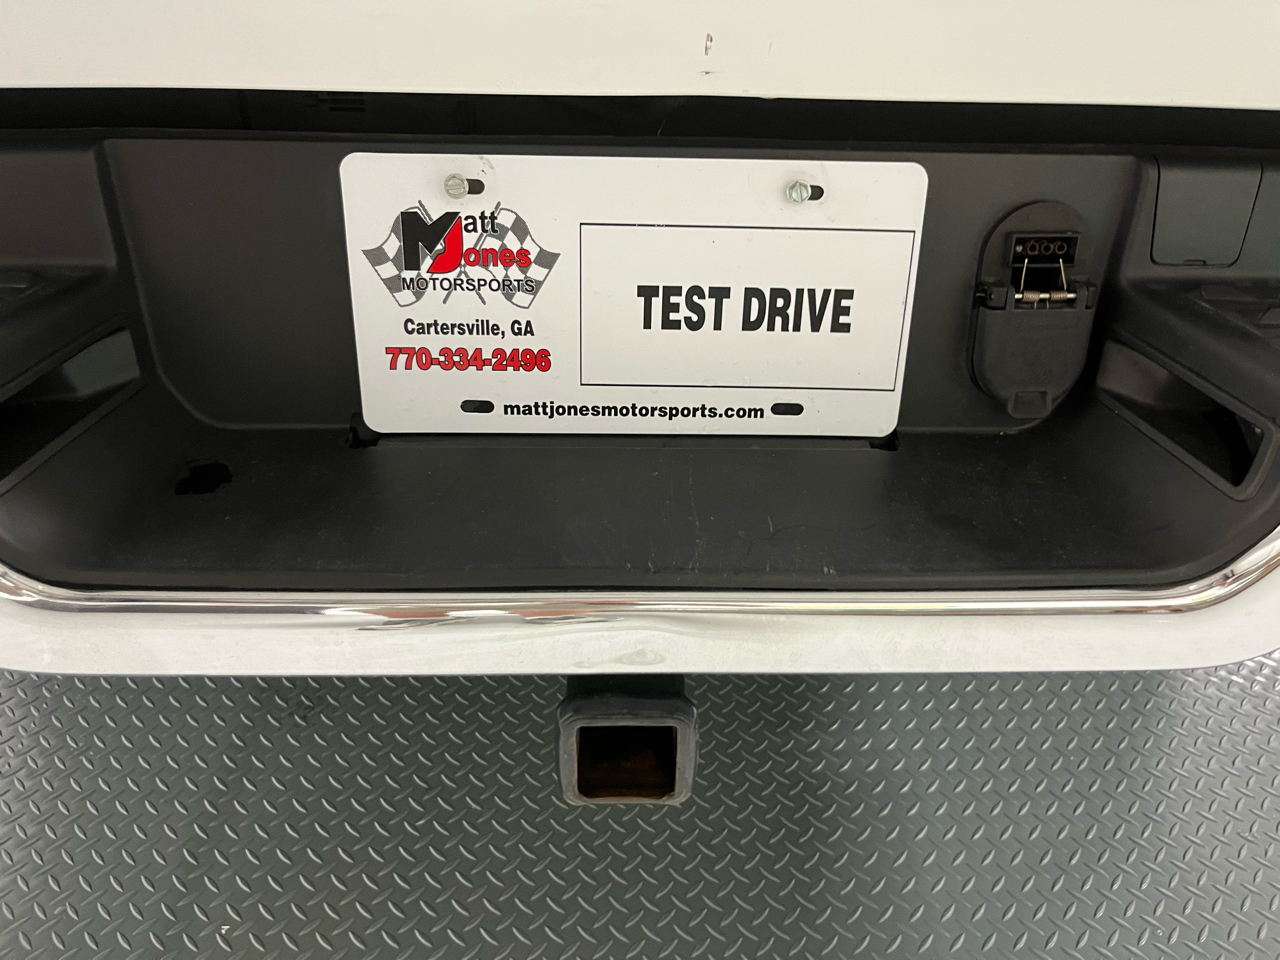 Matt
Jones
MOTORSPORTS
Cartersville, GA
770-334-2496
TEST DRIVE
mattjonesmotorsports.com